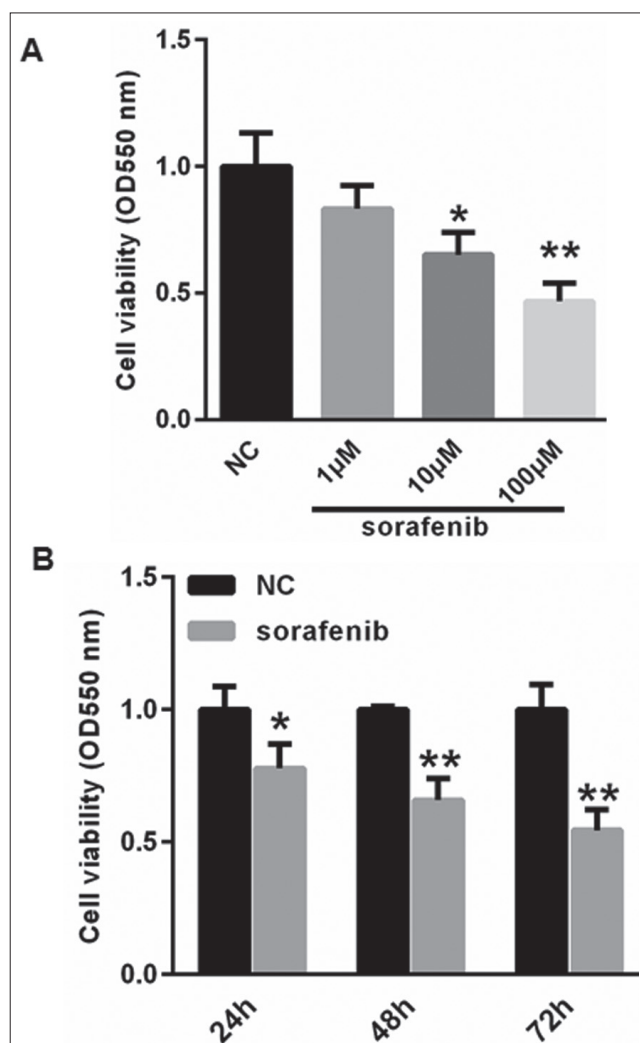 A
Cell viability (OD550 nm)
1.5
1.0
0.5
0.0
*
**
NC
1µM
10µM
100µM
sorafenib
B
Cell viability (OD550 nm)
1.5
1.0
0.5
0.0
NC
sorafenib
*
**
**
24h
48h
72h